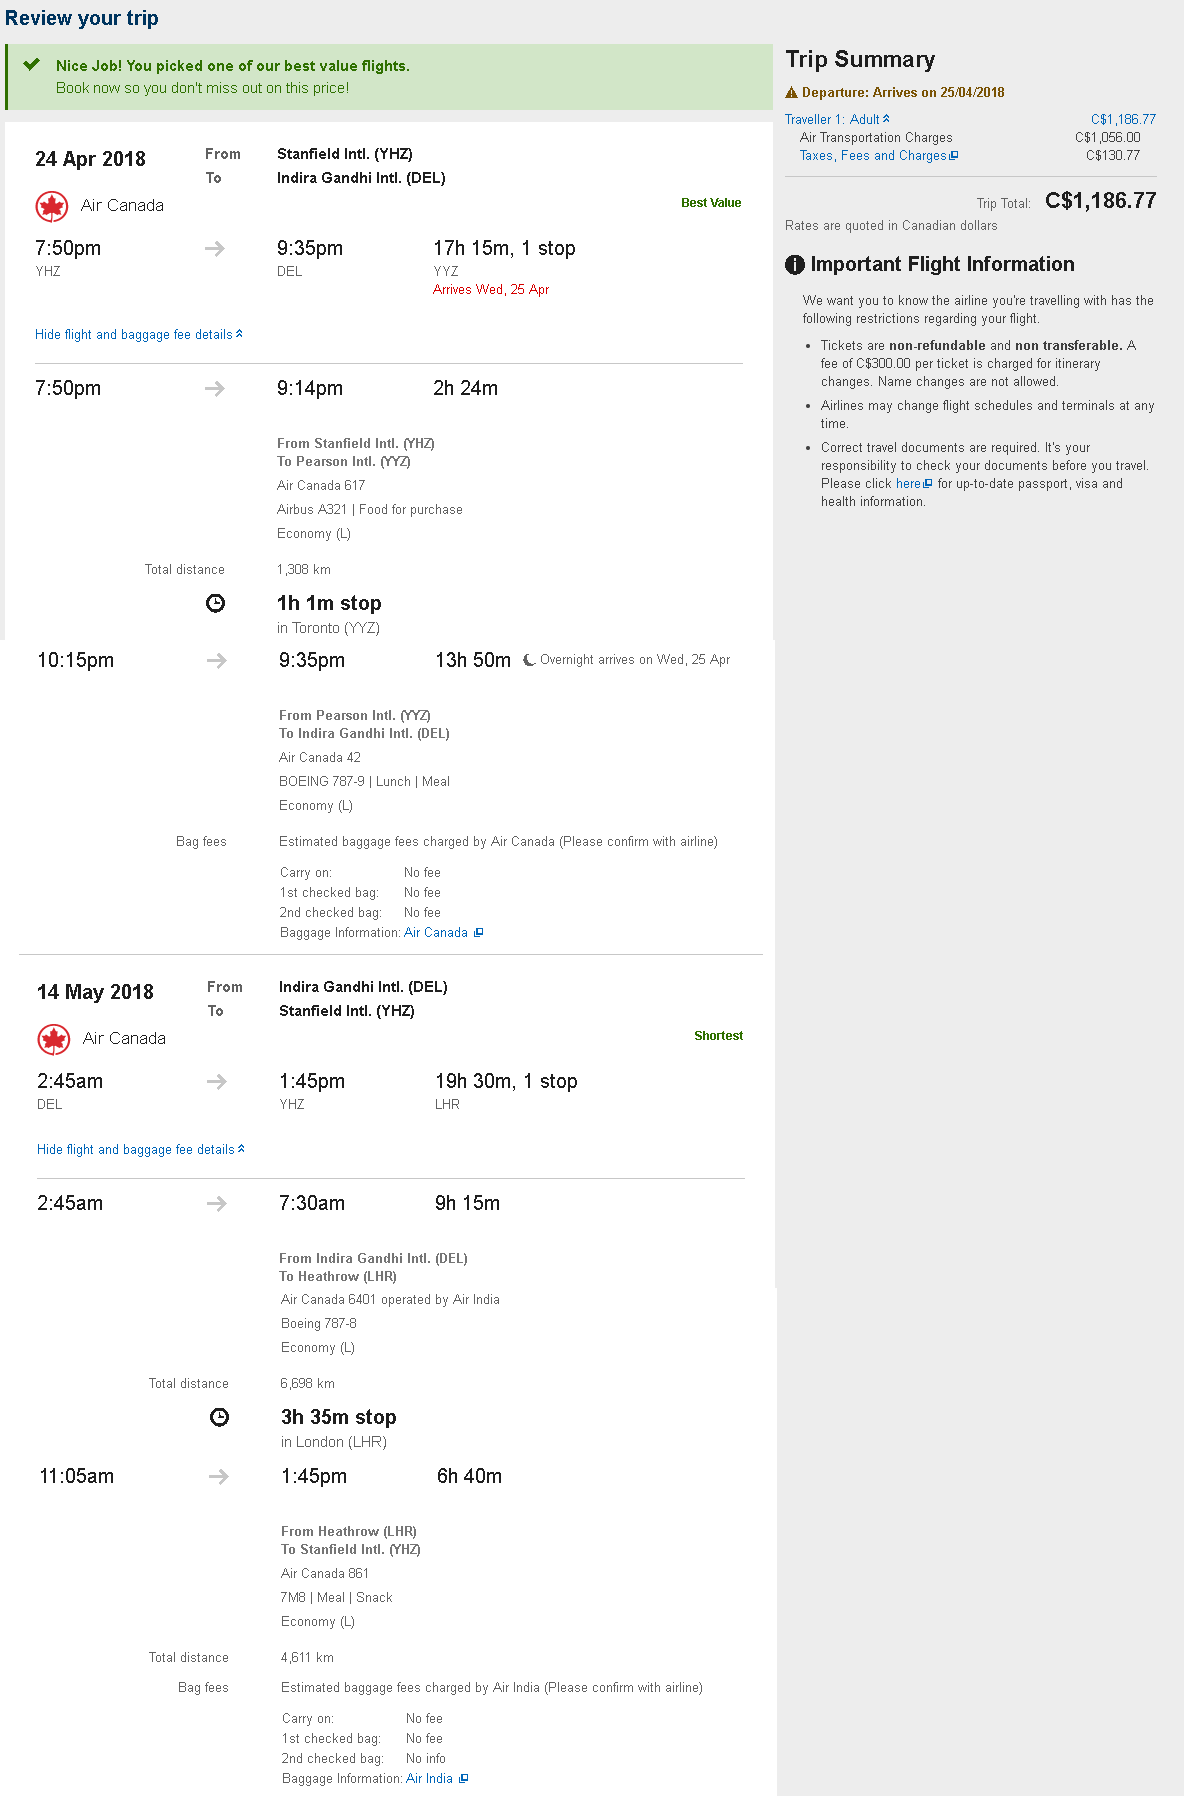 Review your trip
Nice Job! You picked one of our best value flights.
Book now so you don't miss out on this price!
24 Apr 2018 From Stanfield Intl. (YHZ)
To Indira Gandhi Intl. (DEL)
Air Canada Best Value
7:50pm 9:35pm 17h 15m, 1 stop
YHZ DEL YYZ
Arrives Wed, 25 Apr
Hide flight and baggage fee details
7:50pm 9:14pm 2h 24m
From Stanfield Intl. (YHZ)
To Pearson Intl. (YYZ)
Air Canada 617
Airbus A321 | Food for purchase
Economy (L)
Total distance 1,308 km
1h 1m stop
in Toronto (YYZ)
10:15pm 9:35pm 13h 50m Overnight arrives on Wed, 25 Apr
From Pearson Intl. (YYZ)
To Indira Gandhi Intl. (DEL)
Air Canada 42
BOEING 787-9 | Lunch | Meal
Economy (L)
Bag fees Estimated baggage fees charged by Air Canada (Please confirm with airline)
Carry on: No fee
1st checked bag: No fee
2nd checked bag: No fee
Baggage Information: Air Canada
14 May 2018 From Indira Gandhi Intl. (DEL)
To Stanfield Intl. (YHZ)
Air Canada Shortest
2:45am 1:45pm 19h 30m, 1 stop
DEL YHZ LHR
Hide flight and baggage fee details
2:45am 7:30am 9h 15m
From Indira Gandhi Intl. (DEL)
To Heathrow (LHR)
Air Canada 6401 operated by Air India
Boeing 787-8
Economy (L)
Total distance 6,698 km
3h 35m stop
in London (LHR)
11:05am 1:45pm 6h 40m
From Heathrow (LHR)
To Stanfield Intl. (YHZ)
Air Canada 861
7M8 | Meal | Snack
Economy (L)
Total distance 4,611 km
Bag fees Estimated baggage fees charged by Air India (Please confirm with airline)
Carry on: No fee
1st checked bag: No fee
2nd checked bag: No info
Baggage Information: Air India
Trip Summary
Departure: Arrives on 25/04/2018
Traveller 1: Adult C$1,186.77
Air Transportation Charges C$1,056.00
Taxes, Fees and Charges C$130.77
Trip Total: C$1,186.77
Rates are quoted in Canadian dollars
Important Flight Information
We want you to know the airline you're travelling with has the
following restrictions regarding your flight.
• Tickets are non-refundable and non transferable. A
fee of C$300.00 per ticket is charged for itinerary
changes. Name changes are not allowed.
• Airlines may change flight schedules and terminals at any
time.
• Correct travel documents are required. It's your
responsibility to check your documents before you travel.
Please click here for up-to-date passport, visa and
health information.